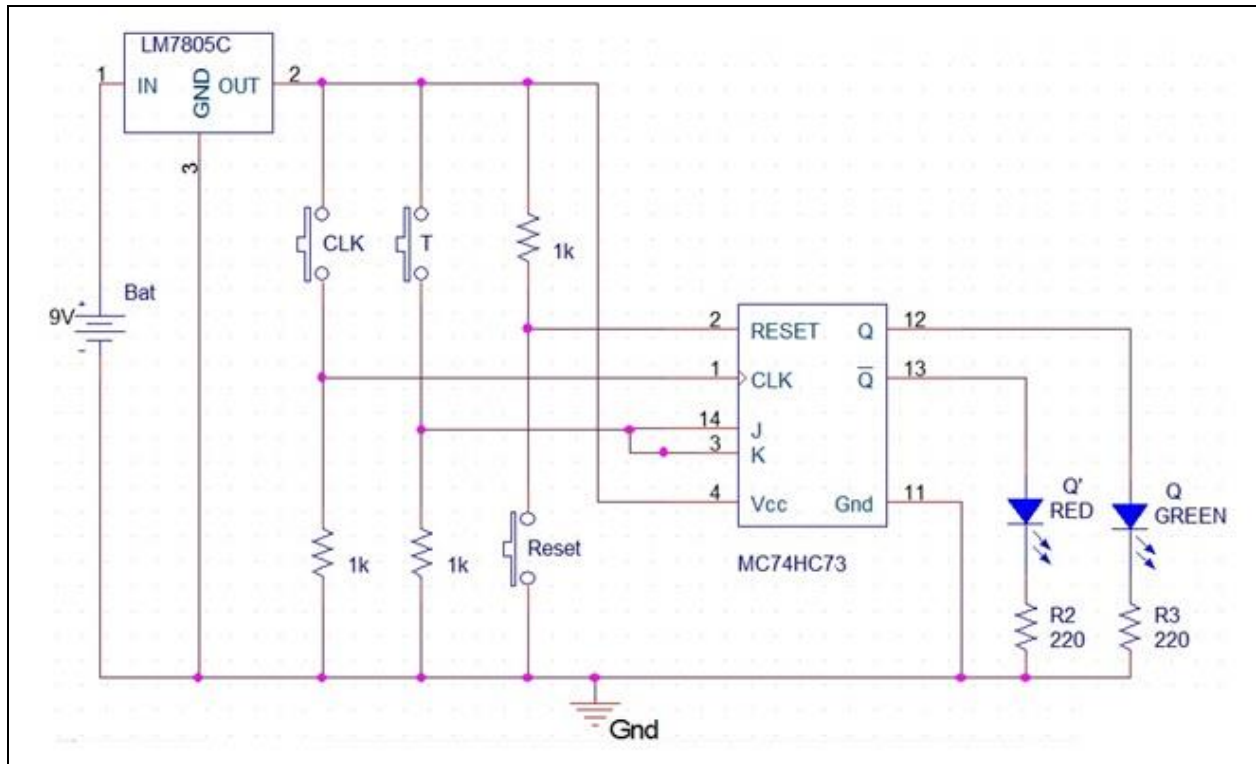 LM7805C
1
IN
GND
OUT
2
3
CLK
T
1k
Bat
9V
+
-
2
RESET
Q
12
1
CLK
Q̅
13
14
J
3
K
4
Vcc
Gnd
11
Q'
RED
Q
GREEN
1k
1k
Reset
MC74HC73
R2
220
R3
220
Gnd